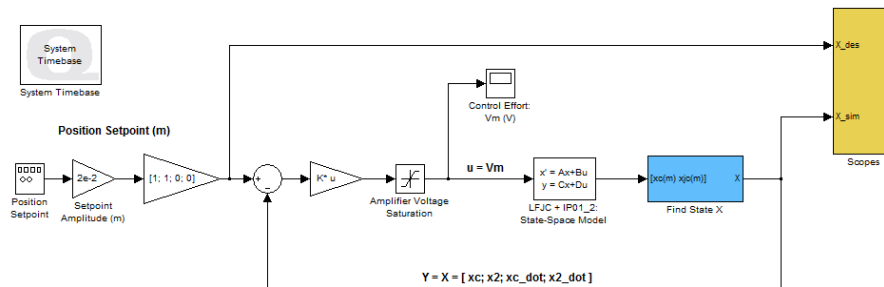 System
Timebase
System Timebase
X_des
Control Effort:
Vm (V)
X_sim
Scopes
Position Setpoint (m)
2e-2
[1; 1; 0; 0]
+
-
K* u
u = Vm
x' = Ax+Bu
y = Cx+Du
[xc(m) xjc(m)]
X
Position
Setpoint
Setpoint
Amplitude (m)
Amplifier Voltage
Saturation
LFJC + IP01_2:
State-Space Model
Find State X
Y = X = [ xc; x2; xc_dot; x2_dot ]